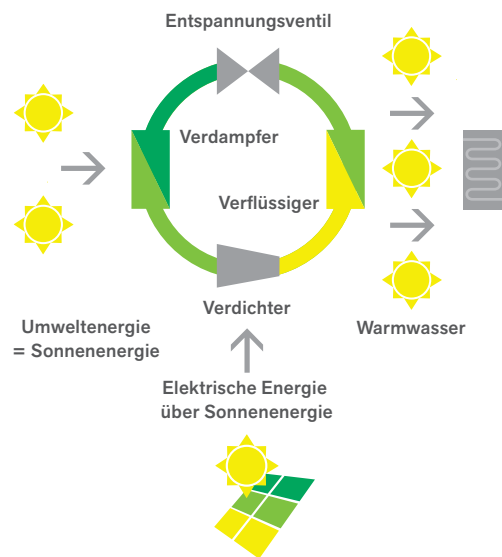 Entspannungsventil
Verdampfer
Verflüssiger
Verdichter
Umweltenergie
= Sonnenenergie
Warmwasser
Elektrische Energie
über Sonnenenergie